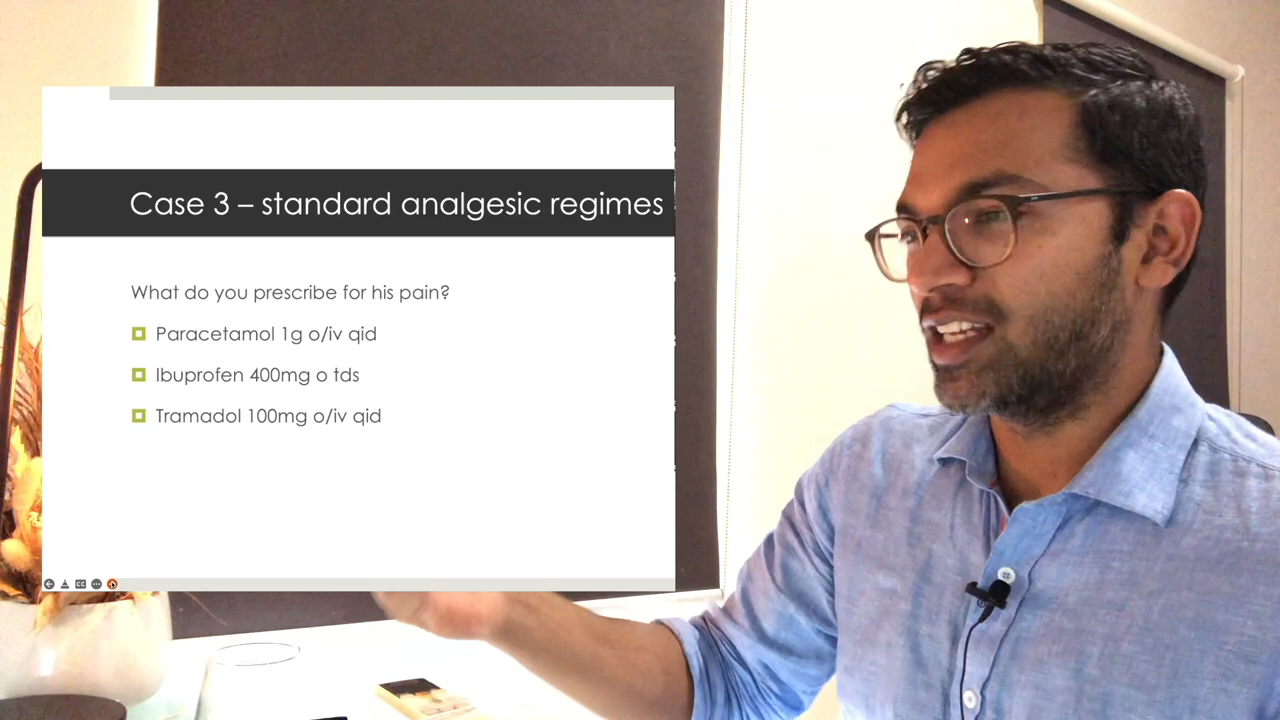 Case 3 – standard analgesic regimes
What do you prescribe for his pain?
Paracetamol 1g o/iv qid
Ibuprofen 400mg o tds
Tramadol 100mg o/iv qid